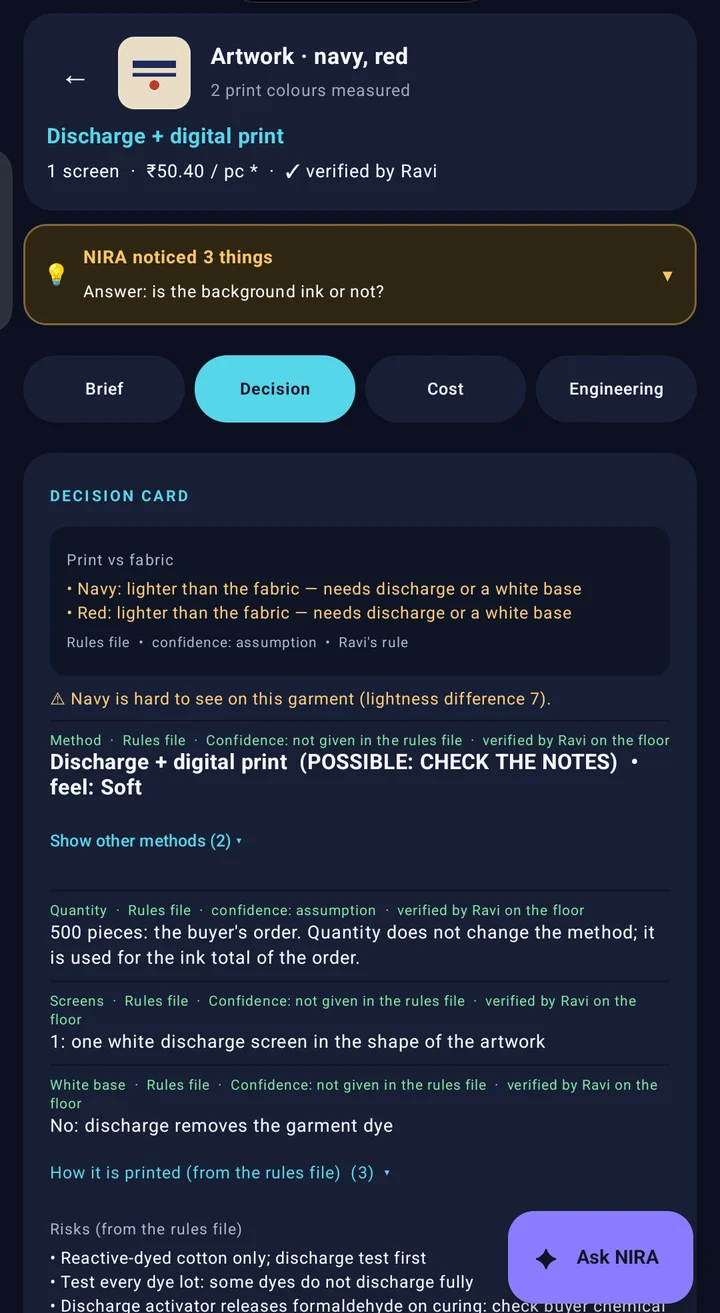 ←
Artwork · navy, red
2 print colours measured
Discharge + digital print
1 screen · ₹50.40 / pc * · ✓ verified by Ravi
💡
NIRA noticed 3 things
Answer: is the background ink or not?
▼
Brief
Decision
Cost
Engineering
DECISION CARD
Print vs fabric
• Navy: lighter than the fabric — needs discharge or a white base
• Red: lighter than the fabric — needs discharge or a white base
Rules file • confidence: assumption • Ravi's rule
⚠ Navy is hard to see on this garment (lightness difference 7).
Method · Rules file · Confidence: not given in the rules file · verified by Ravi on the floor
Discharge + digital print (POSSIBLE: CHECK THE NOTES) •
feel: Soft
Show other methods (2) ▾
Quantity · Rules file · confidence: assumption · verified by Ravi on the floor
500 pieces: the buyer's order. Quantity does not change the method; it
is used for the ink total of the order.
Screens · Rules file · Confidence: not given in the rules file · verified by Ravi on the
floor
1: one white discharge screen in the shape of the artwork
White base · Rules file · Confidence: not given in the rules file · verified by Ravi on the
floor
No: discharge removes the garment dye
How it is printed (from the rules file) (3) ▾
Risks (from the rules file)
• Reactive-dyed cotton only; discharge test first
• Test every dye lot: some dyes do not discharge fully
• Discharge activator releases formaldehyde on curing: check buyer chemical
✦ Ask NIRA